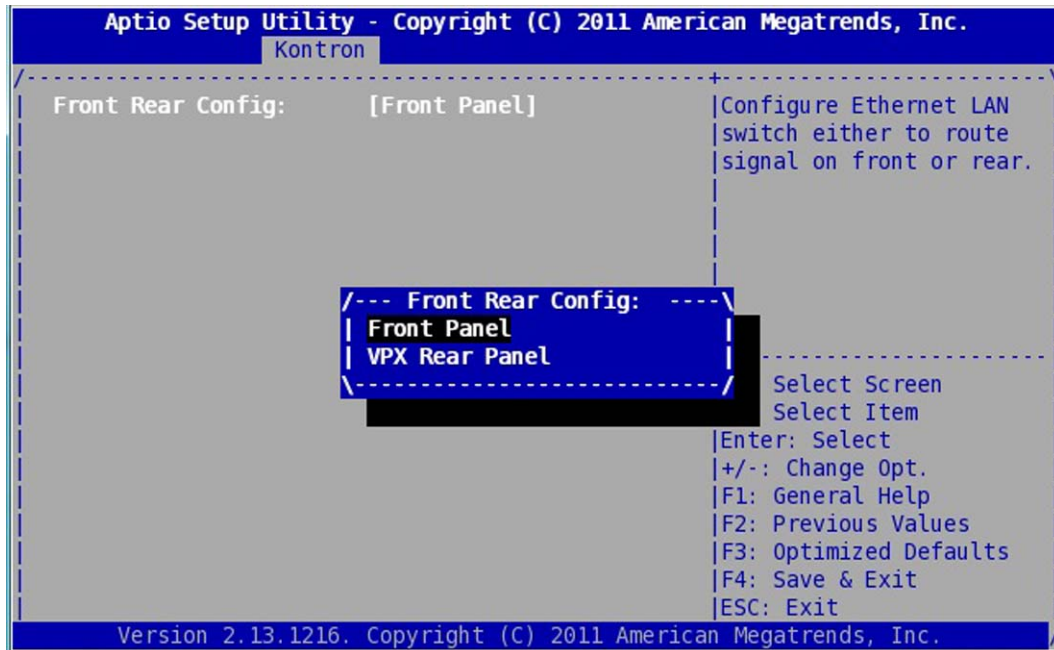 Aptio Setup Utility - Copyright (C) 2011 American Megatrends, Inc.
Kontron
Front Rear Config: [Front Panel]
Configure Ethernet LAN
switch either to route
signal on front or rear.
Front Rear Config:
Front Panel
VPX Rear Panel
Select Screen
Select Item
Enter: Select
+/-: Change Opt.
F1: General Help
F2: Previous Values
F3: Optimized Defaults
F4: Save & Exit
ESC: Exit
Version 2.13.1216. Copyright (C) 2011 American Megatrends, Inc.